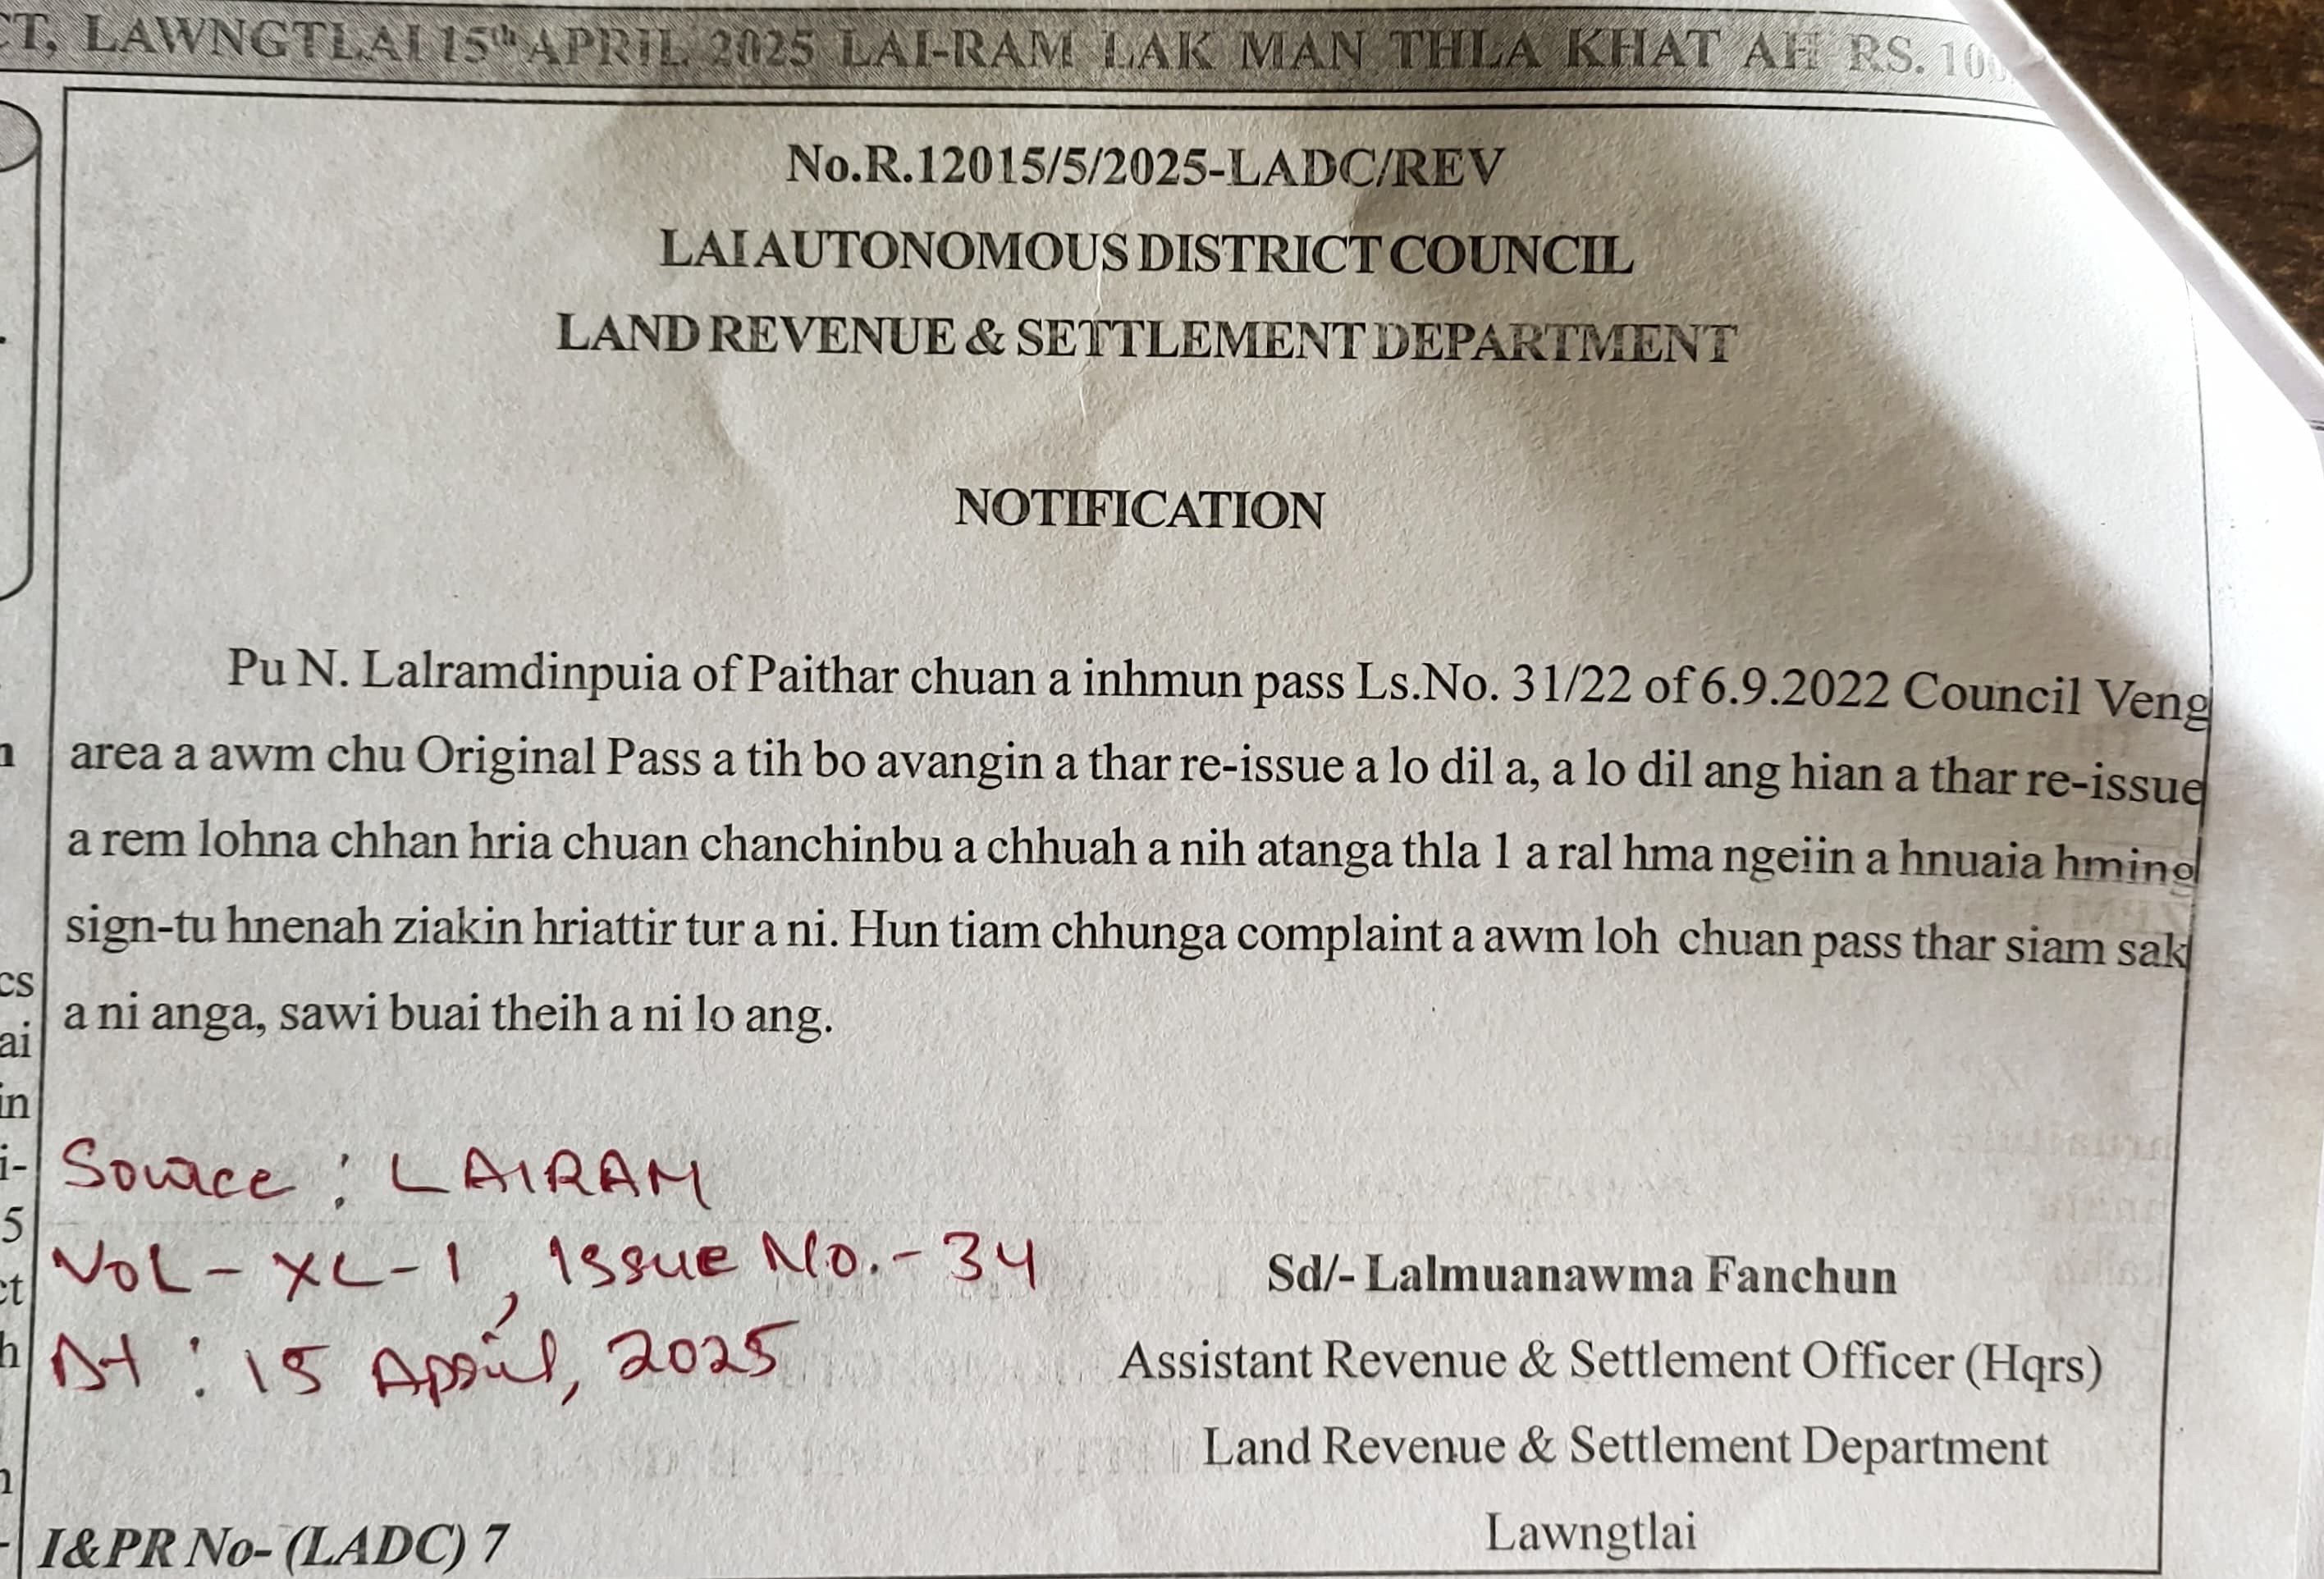 CT, LAWNGTLAI 15th APRIL 2025 LAI-RAM LAK MAN THLA KHAT AH RS. 100
No.R.12015/5/2025-LADC/REV
LAI AUTONOMOUS DISTRICT COUNCIL
LAND REVENUE & SETTLEMENT DEPARTMENT
NOTIFICATION
Pu N. Lalramdinpuia of Paithar chuan a inhmun pass Ls.No. 31/22 of 6.9.2022 Council Veng
area a awm chu Original Pass a tih bo avangin a thar re-issue a lo dil a, a lo dil ang hian a thar re-issue
a rem lohna chhan hria chuan chanchinbu a chhuah a nih atanga thla 1 a ral hma ngeiin a hnuaia hming
sign-tu hnenah ziakin hriattir tur a ni. Hun tiam chhunga complaint a awm loh chuan pass thar siam sak
a ni anga, sawi buai theih a ni lo ang.
Source : LAIRAM
VOL - XL - 1, ISSUE No. - 34
Dt : 15 April, 2025
Sd/- Lalmuanawma Fanchun
Assistant Revenue & Settlement Officer (Hqrs)
Land Revenue & Settlement Department
Lawngtlai
I&PR No- (LADC) 7